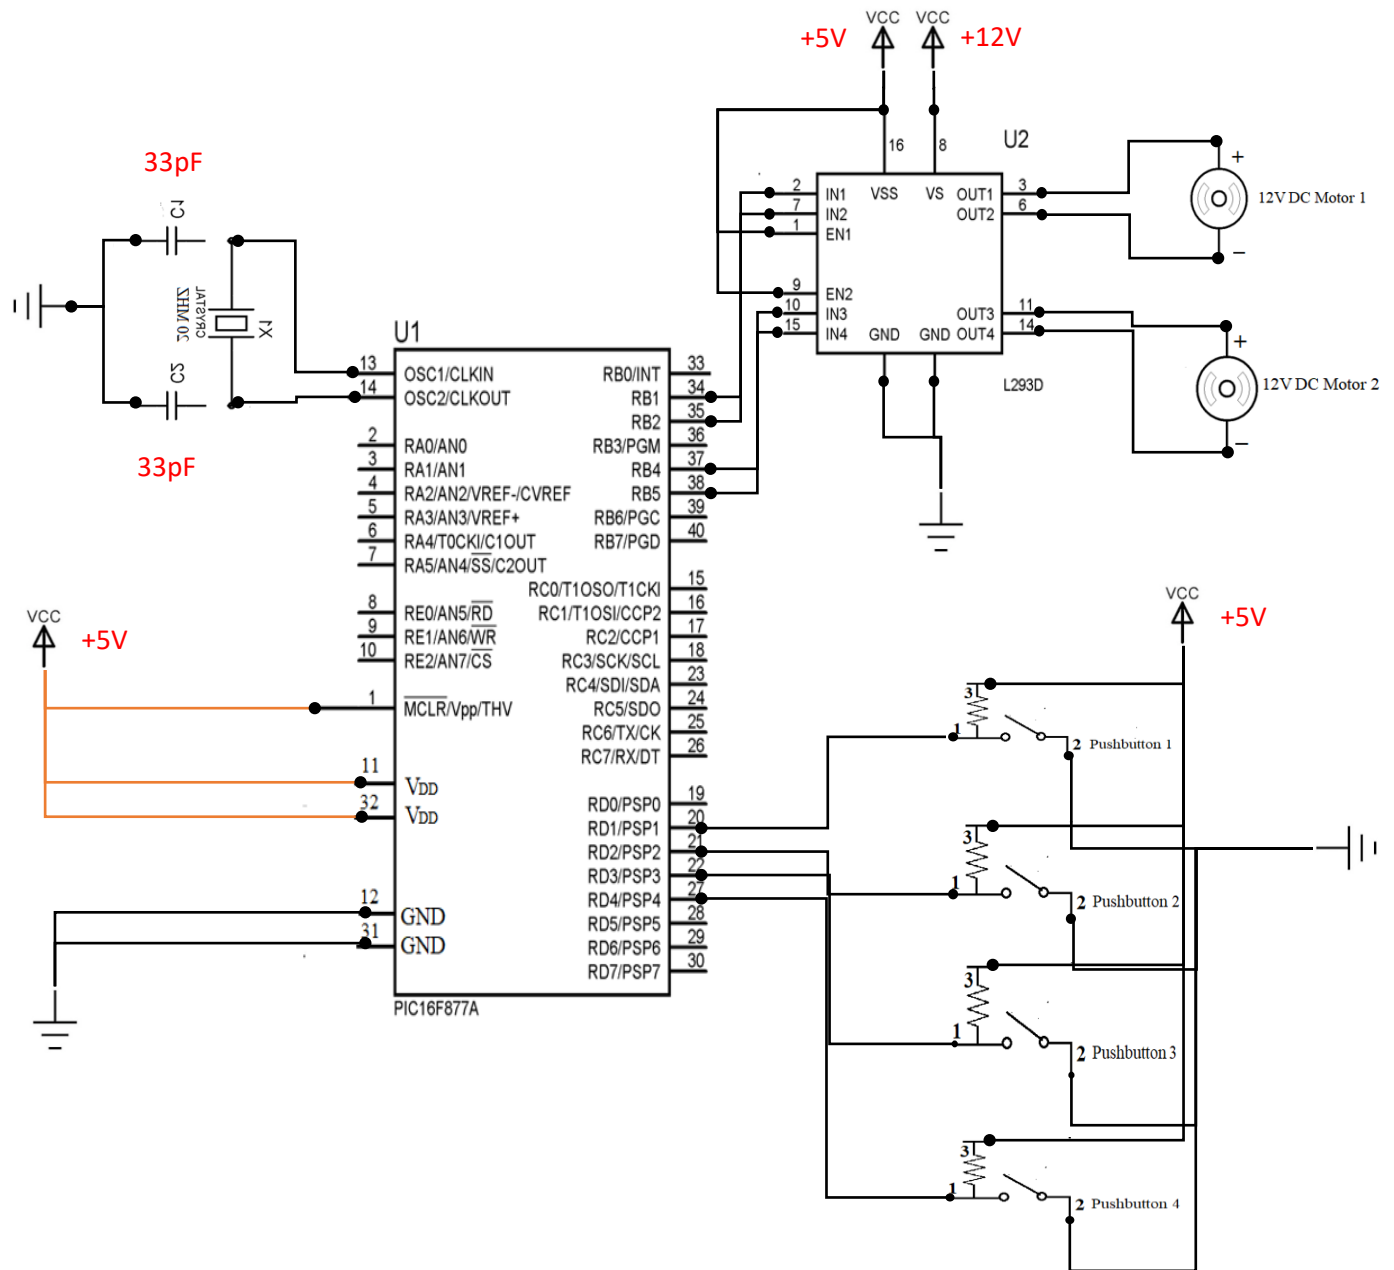 VCC
VCC
+5V
+12V
16
8
U2
VSS
VS
2
IN1
7
IN2
1
EN1
9
EN2
10
IN3
15
IN4
GND
GND
OUT1
3
OUT2
6
OUT3
11
OUT4
14
L293D
+
12V DC Motor 1
–
+
12V DC Motor 2
–
33pF
C1
20 MHZ
CRYSTAL
X1
C2
33pF
U1
13
OSC1/CLKIN
14
OSC2/CLKOUT
2
RA0/AN0
3
RA1/AN1
4
RA2/AN2/VREF-/CVREF
5
RA3/AN3/VREF+
6
RA4/T0CKI/C1OUT
7
RA5/AN4/SS/C2OUT
8
RE0/AN5/RD
9
RE1/AN6/WR
10
RE2/AN7/CS
1
MCLR/Vpp/THV
11
VDD
32
VDD
12
GND
31
GND
RB0/INT
33
RB1
34
RB2
35
RB3/PGM
36
RB4
37
RB5
38
RB6/PGC
39
RB7/PGD
40
RC0/T1OSO/T1CKI
15
RC1/T1OSI/CCP2
16
RC2/CCP1
17
RC3/SCK/SCL
18
RC4/SDI/SDA
23
RC5/SDO
24
RC6/TX/CK
25
RC7/RX/DT
26
RD0/PSP0
19
RD1/PSP1
20
RD2/PSP2
21
RD3/PSP3
22
RD4/PSP4
27
RD5/PSP5
28
RD6/PSP6
29
RD7/PSP7
30
PIC16F877A
VCC
+5V
VCC
+5V
3
1
2 Pushbutton 1
3
1
2 Pushbutton 2
3
1
2 Pushbutton 3
3
1
2 Pushbutton 4